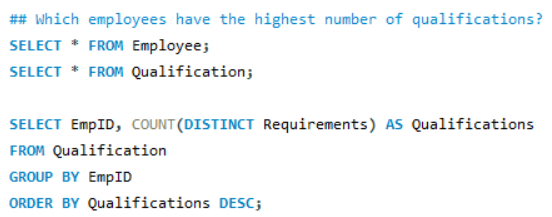 ## Which employees have the highest number of qualifications?
SELECT * FROM Employee;
SELECT * FROM Qualification;
SELECT EmpID, COUNT(DISTINCT Requirements) AS Qualifications
FROM Qualification
GROUP BY EmpID
ORDER BY Qualifications DESC;